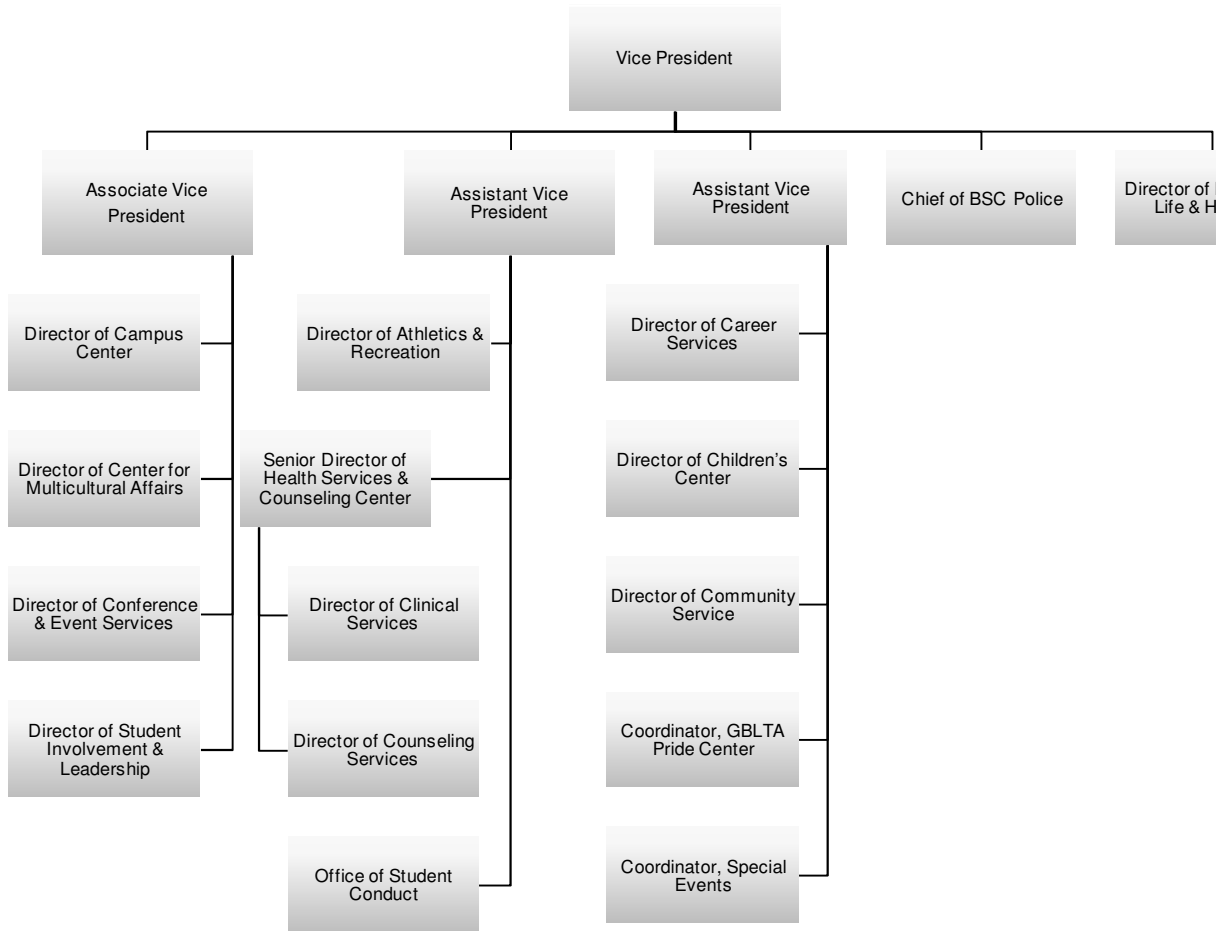 Vice President
Associate Vice
President
Assistant Vice
President
Assistant Vice
President
Chief of BSC Police
Director of
Life &
Director of Campus
Center
Director of Center for
Multicultural Affairs
Director of Conference
& Event Services
Director of Student
Involvement &
Leadership
Director of Athletics &
Recreation
Senior Director of
Health Services &
Counseling Center
Director of Clinical
Services
Director of Counseling
Services
Office of Student
Conduct
Director of Career
Services
Director of Children’s
Center
Director of Community
Service
Coordinator, GBLTA
Pride Center
Coordinator, Special
Events